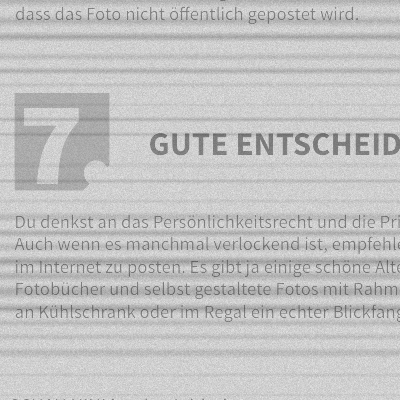 dass das Foto nicht öffentlich gepostet wird.
7.
GUTE ENTSCHEID
Du denkst an das Persönlichkeitsrecht und die Pri
Auch wenn es manchmal verlockend ist, empfehle
im Internet zu posten. Es gibt ja einige schöne Alte
Fotobücher und selbst gestaltete Fotos mit Rahm
an Kühlschrank oder im Regal ein echter Blickfang